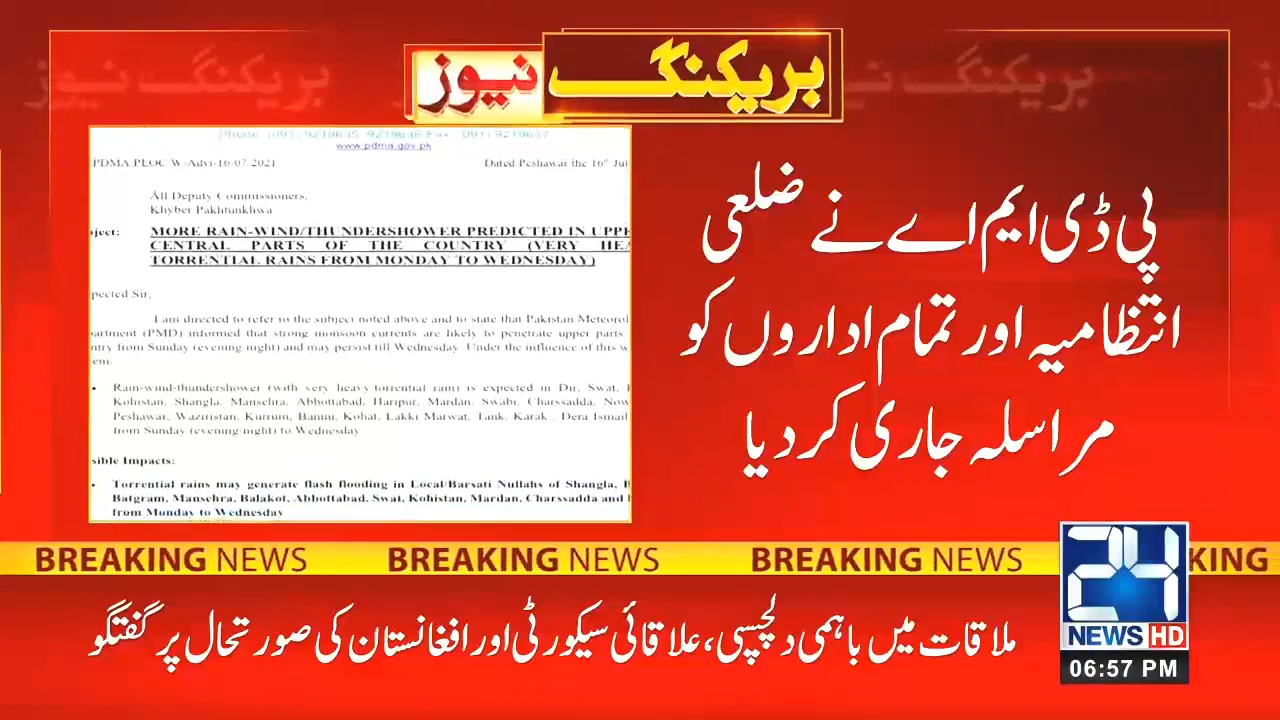 بریکنگ نیوز
Phone: (091) 9219635, 9219636 Fax: (091) 9219637
www.pdma.gov.pk
PDMA/PEOC/W-Advi-16/07/2021 Dated Peshawar the 16th Jul
All Deputy Commissioners,
Khyber Pakhtunkhwa
ject: MORE RAIN-WIND/THUNDERSHOWER PREDICTED IN UPPE
CENTRAL PARTS OF THE COUNTRY (VERY HEA
TORRENTIAL RAINS FROM MONDAY TO WEDNESDAY)
pected Sir,
I am directed to refer to the subject noted above and to state that Pakistan Meteorol
partment (PMD) informed that strong monsoon currents are likely to penetrate upper parts
ntry from Sunday (evening/night) and may persist till Wednesday. Under the influence of this w
em:
• Rain-wind-thundershower (with very heavy torrential rain) is expected in Dir, Swat,
Kohistan, Shangla, Mansehra, Abbottabad, Haripur, Mardan, Swabi, Charssadda, Now
Peshawar, Waziristan, Kurrum, Bannu, Kohat, Lakki Marwat, Tank, Karak, Dera Ismail
from Sunday (evening/night) to Wednesday
sible Impacts:
• Torrential rains may generate flash flooding in Local/Barsati Nullahs of Shangla,
Batgram, Mansehra, Balakot, Abbottabad, Swat, Kohistan, Mardan, Charssadda and
from Monday to Wednesday
پی ڈی ایم اے نے ضلعی
انتظامیہ اور تمام اداروں کو
مراسلہ جاری کر دیا
BREAKING NEWS BREAKING NEWS BREAKING NEWS KING
ملاقات میں باہمی دلچسپی، علاقائی سیکورٹی اور افغانستان کی صورتحال پر گفتگو
24
NEWS HD
06:57 PM